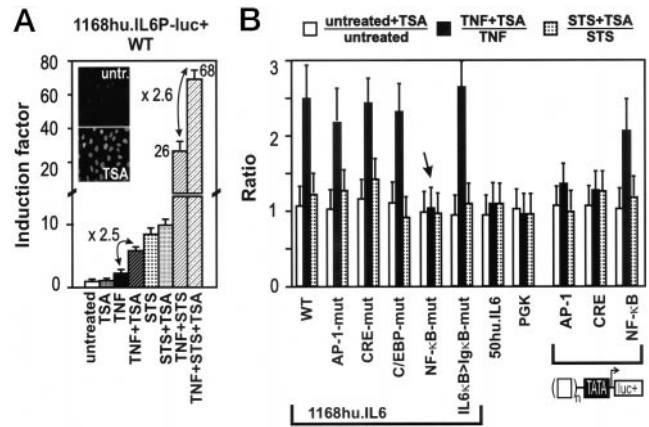 A
1168hu.IL6P-luc+
WT
Induction factor
80
60
40
20
10
0
untr.
TSA
x 2.5
x 2.6
26
68
untreated
TSA
TNF
TNF+TSA
STS
STS+TSA
TNF+STS
TNF+STS+TSA
B
untreated+TSA
untreated
TNF+TSA
TNF
STS+TSA
STS
Ratio
3
2
1
0
WT
AP-1-mut
CRE-mut
C/EBP-mut
NF-κB-mut
IL6κB>IgκB-mut
50hu.IL6
PGK
AP-1
CRE
NF-κB
1168hu.IL6
n
TATA
luc+